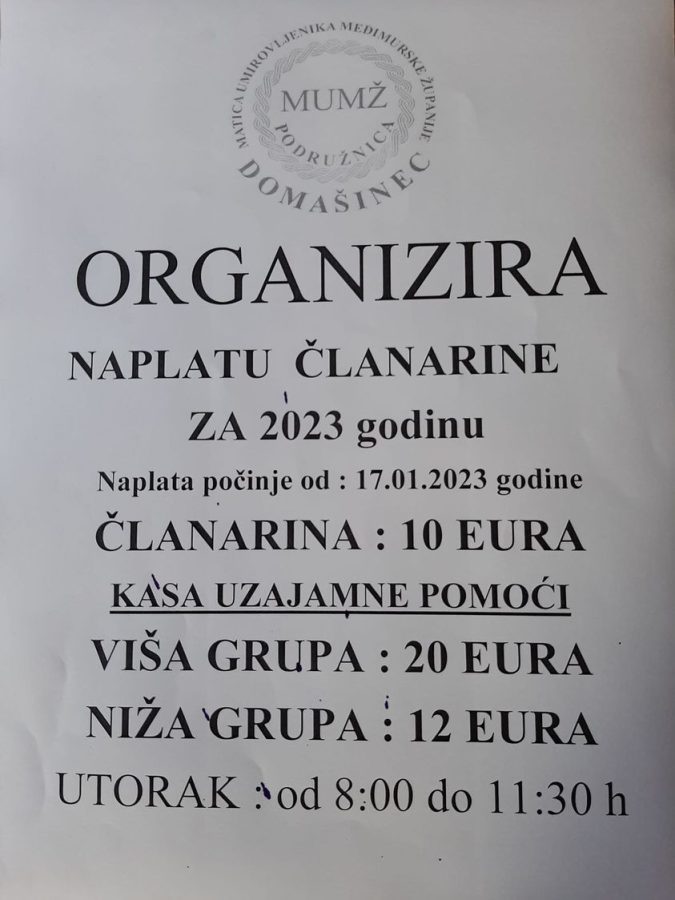 MATICA UMIROVLJENIKA MEĐIMURSKE ŽUPANIJE
MUMŽ
PODRUŽNICA
DOMAŠINEC
ORGANIZIRA
NAPLATU ČLANARINE
ZA 2023 godinu
Naplata počinje od : 17.01.2023 godine
ČLANARINA : 10 EURA
KASA UZAJAMNE POMOĆI
VIŠA GRUPA : 20 EURA
NIŽA GRUPA : 12 EURA
UTORAK : od 8:00 do 11:30 h